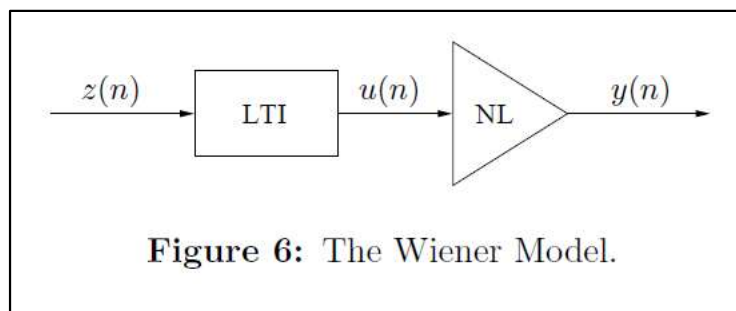 z(n)
LTI
u(n)
NL
y(n)
Figure 6: The Wiener Model.